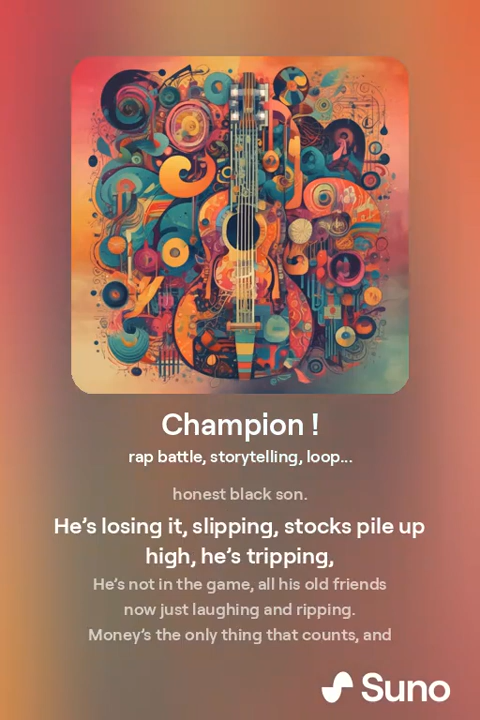 Champion !
rap battle, storytelling, loop...
honest black son.
He's losing it, slipping, stocks pile up
high, he's tripping,
He's not in the game, all his old friends
now just laughing and ripping.
Money's the only thing that counts, and
Suno